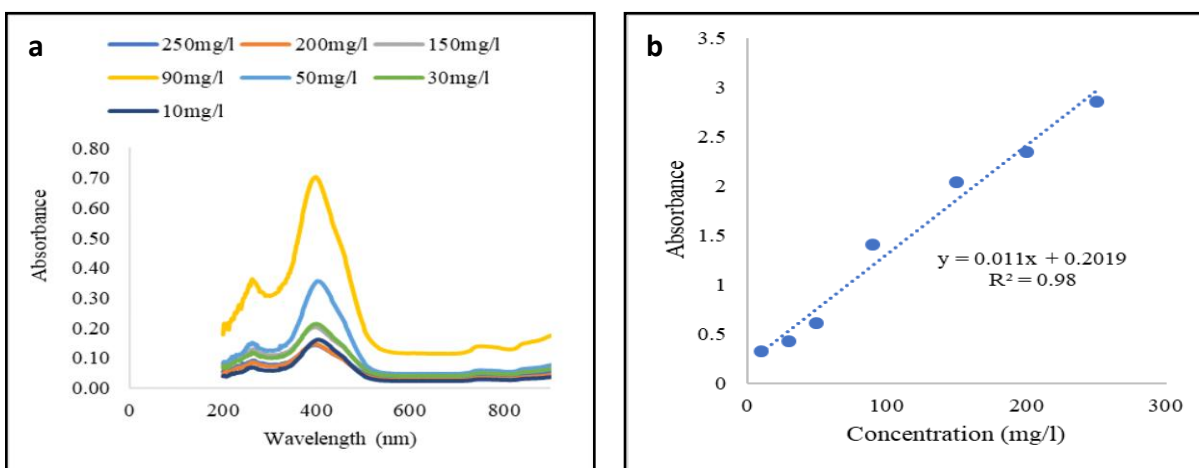 a
250mg/l 200mg/l 150mg/l
90mg/l 50mg/l 30mg/l
10mg/l
0.80
0.70
0.60
0.50
0.40
0.30
0.20
0.10
0.00
Absorbance
0 200 400 600 800
Wavelength (nm)
b
3.5
3
2.5
2
1.5
1
0.5
0
Absorbance
y = 0.011x + 0.2019
R² = 0.98
0 100 200 300
Concentration (mg/l)